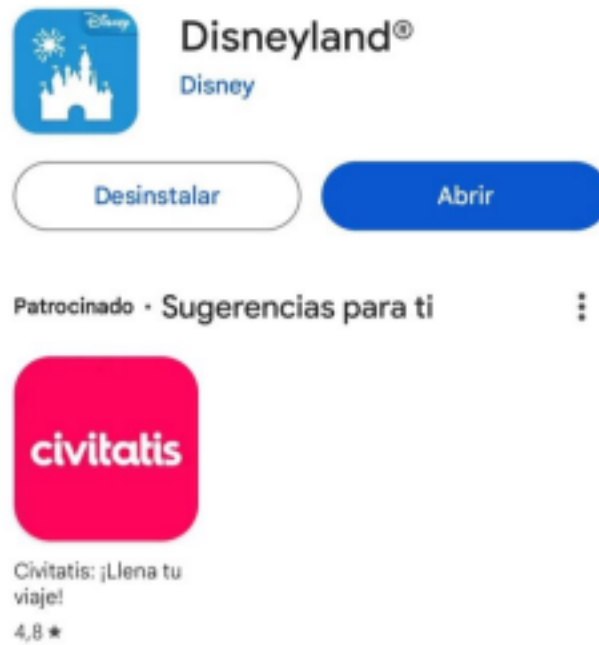 Disney
Disneyland®
Disney
Desinstalar
Abrir
Patrocinado · Sugerencias para ti
civitatis
Civitatis: ¡Llena tu
viaje!
4,8 ★